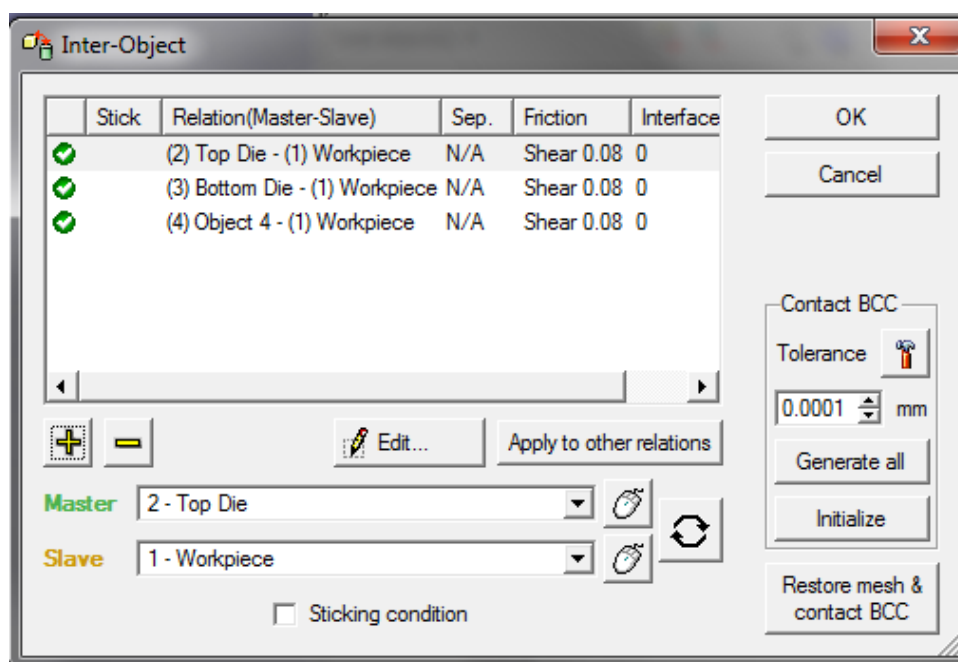 Inter-Object
Stick Relation(Master-Slave) Sep. Friction Interface
(2) Top Die - (1) Workpiece N/A Shear 0.08 0
(3) Bottom Die - (1) Workpiece N/A Shear 0.08 0
(4) Object 4 - (1) Workpiece N/A Shear 0.08 0
OK
Cancel
Contact BCC
Tolerance
0.0001 mm
Generate all
Initialize
Restore mesh &
contact BCC
Edit...
Apply to other relations
Master 2 - Top Die
Slave 1 - Workpiece
Sticking condition